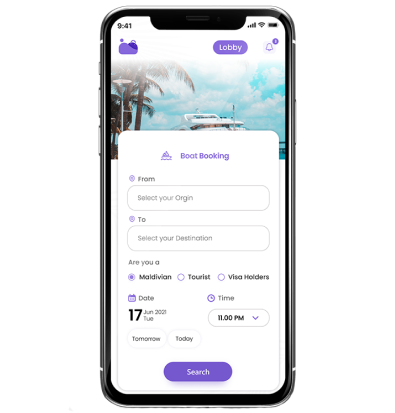 9:41
Lobby
Boat Booking
From
Select your Orgin
To
Select your Destination
Are you a
Maldivian Tourist Visa Holders
Date Time
17 Jun 2021
Tue
11.00 PM
Tomorrow Today
Search